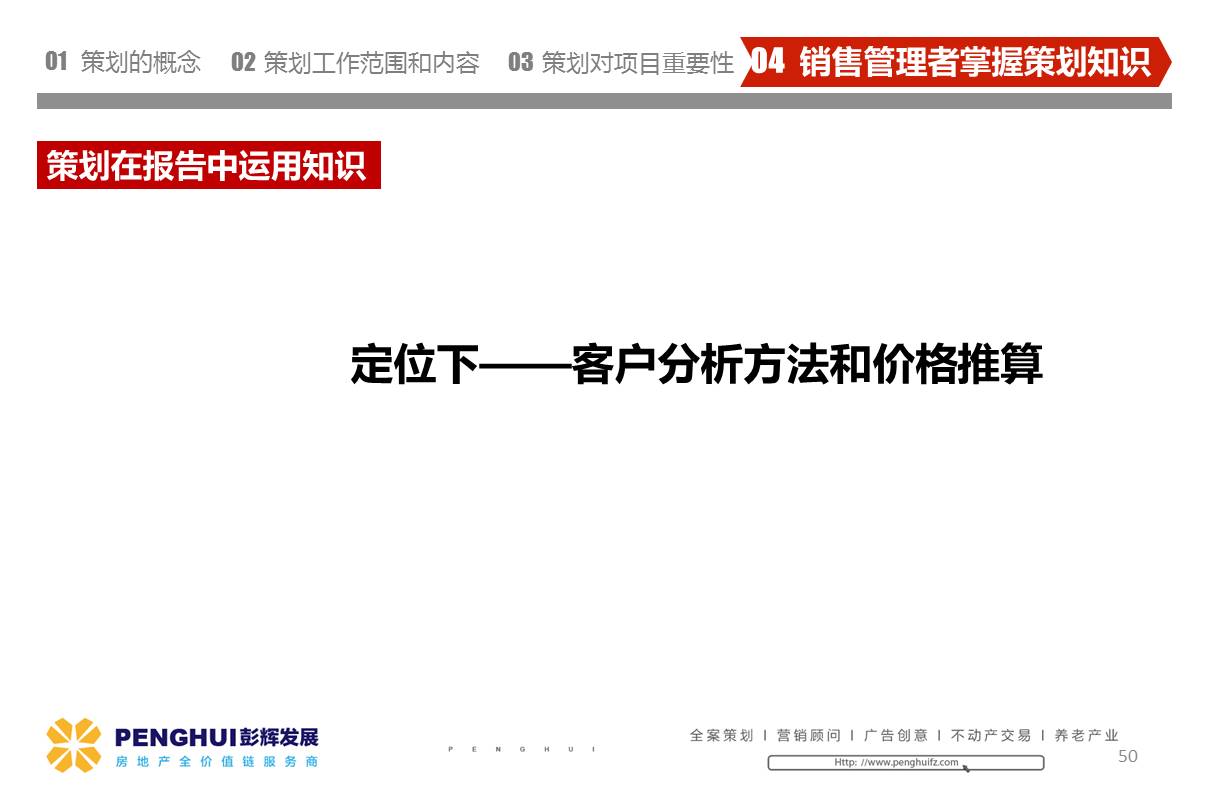 01 策划的概念 02 策划工作范围和内容 03 策划对项目重要性 04 销售管理者掌握策划知识
策划在报告中运用知识
定位下——客户分析方法和价格推算
PENGHUI彭辉发展
房地产全价值链服务商
PENGHUI
全案策划 I 营销顾问 I 广告创意 I 不动产交易 I 养老产业
Http: //www.penghuifz.com
50